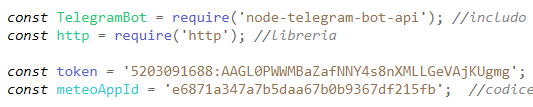 const TelegramBot = require('node-telegram-bot-api'); //includo
const http = require('http'); //libreria
const token = '5203091688:AAGL0PWWMBaZafNNY4s8nXMLLGeVAjKUgmg';
const meteoAppId = 'e6871a347a7b5daa67b0b9367df215fb'; //codice